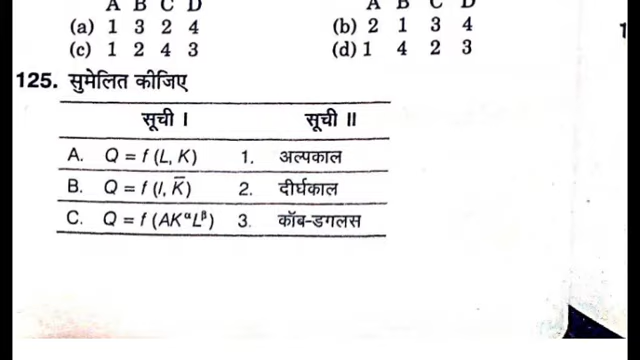 A B C D A B C D
(a) 1 3 2 4 (b) 2 1 3 4
(c) 1 2 4 3 (d) 1 4 2 3
125. सुमेलित कीजिए
सूची I सूची II
A. Q = f (L, K) 1. अल्पकाल
B. Q = f (l, K̅) 2. दीर्घकाल
C. Q = f (AK^α L^β) 3. कॉब-डगलस
1